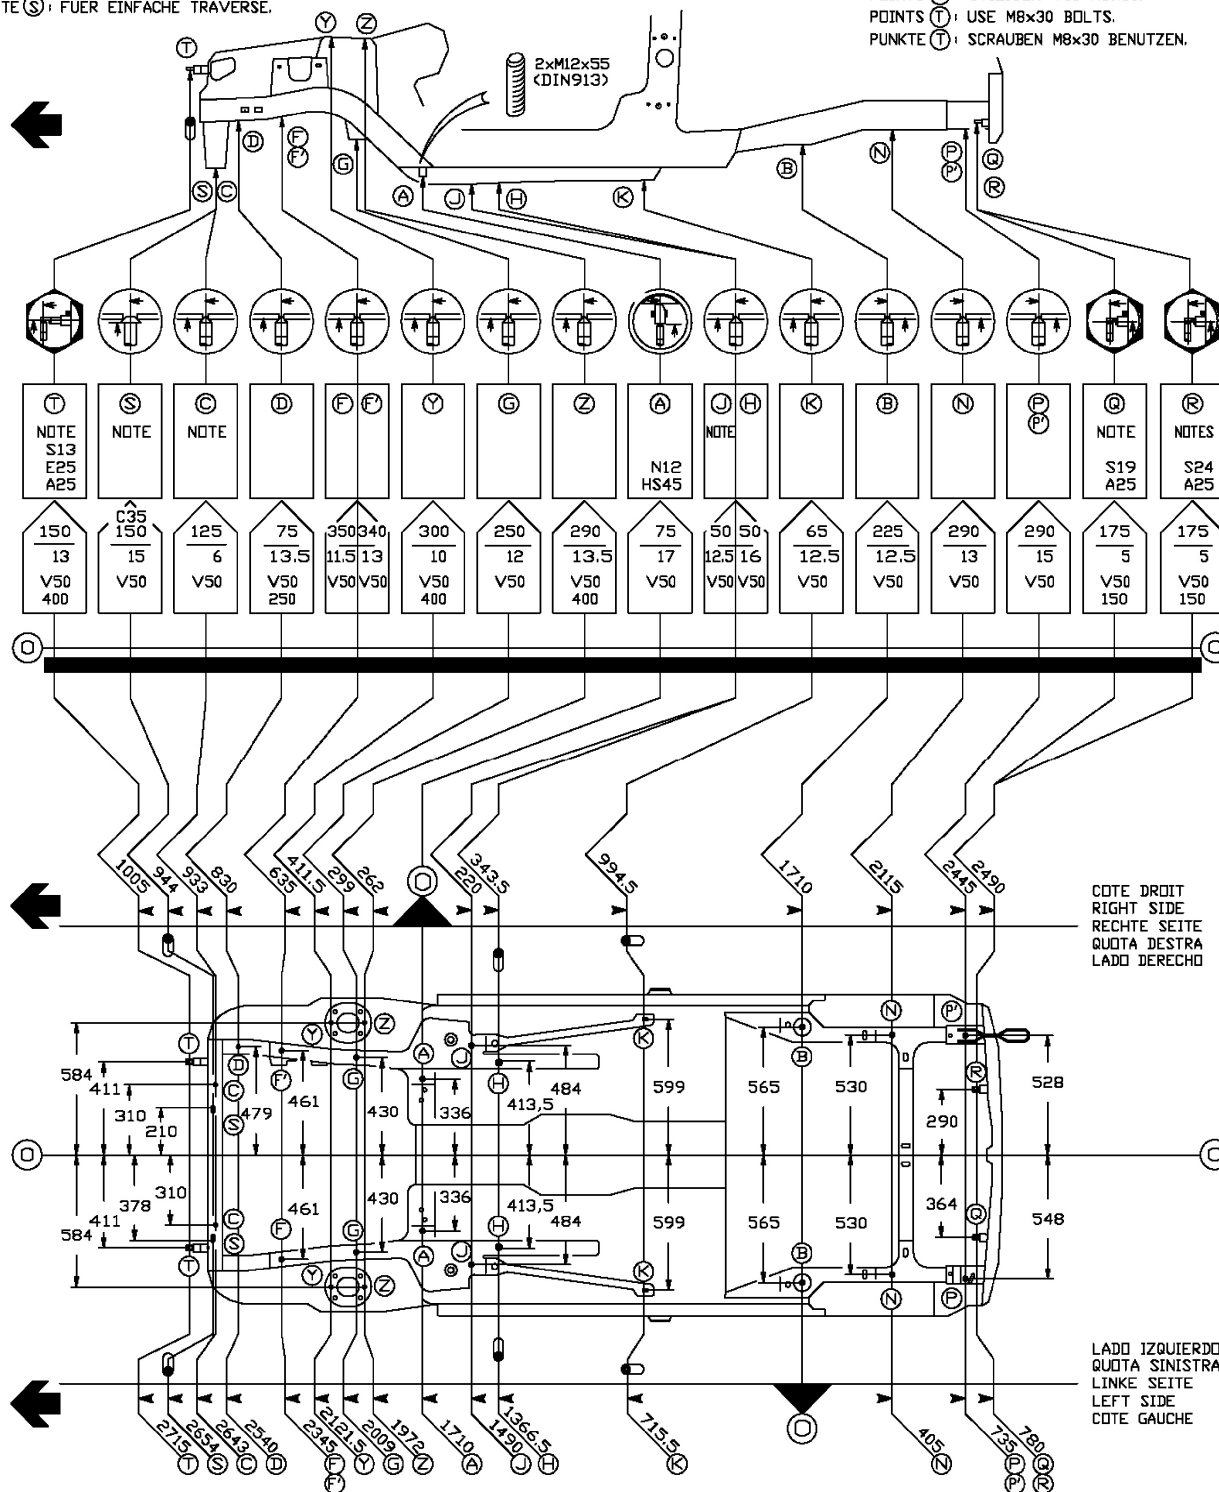 TE Ⓢ: FUER EINFACHE TRAVERSE.
POINTS Ⓣ: USE M8x30 BOLTS.
PUNKTE Ⓣ: SCRAUBEN M8x30 BENUTZEN.
2xM12x55
(DIN913)
Y Z
T
D F F' G
S C A J H K
B N P P' Q R
T S C D F F' Y G Z A J H K B N P P' Q R
NOTE NOTE NOTE NOTE NOTE NOTES
S13
E25
A25
N12
HS45
S19
A25
S24
A25
C35
150 150 125 75 350 340 300 250 290 75 50 50 65 225 290 290 175 175
13 15 6 13.5 11.5 13 10 12 13.5 17 12.5 16 12.5 12.5 13 15 5 5
V50 V50 V50 V50 V50 V50 V50 V50 V50 V50 V50 V50 V50 V50 V50 V50 V50 V50
400 250 400 400 150 150
O O
1005 944 933 830 635 411.5 299 262 220 343.5 994.5 1710 2115 2445 2490
O
COTE DROIT
RIGHT SIDE
RECHTE SEITE
QUOTA DESTRA
LADO DERECHO
Y Z N P'
T D F' G A J H K B R
C
S
584 411 310 210 479 461 430 336 413,5 484 599 565 530 290 528
O O
584 411 378 310 461 430 336 413,5 484 599 565 530 364 548
C
S
T F G A J H K B Q
Y Z N P
LADO IZQUIERDO
QUOTA SINISTRA
LINKE SEITE
LEFT SIDE
COTE GAUCHE
O
2715 2654 2643 2540 2345 2121.5 2009 1972 1710 1490 1366.5 715.5 405 735 780
T S C D F F' Y G Z A J H K N P P' Q R